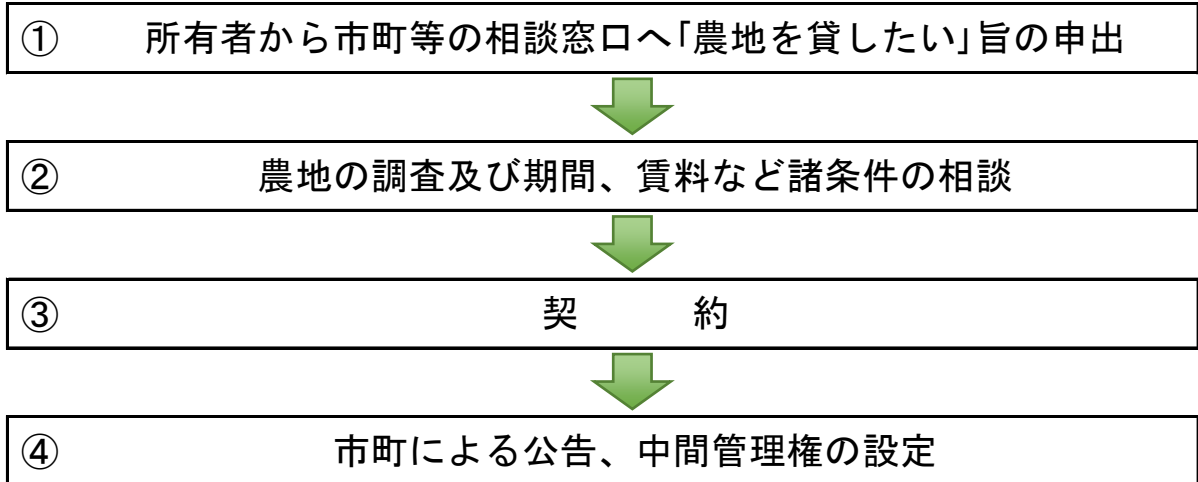 ① 所有者から市町等の相談窓口へ｢農地を貸したい｣旨の申出
② 農地の調査及び期間、賃料など諸条件の相談
③ 契 約
④ 市町による公告、中間管理権の設定